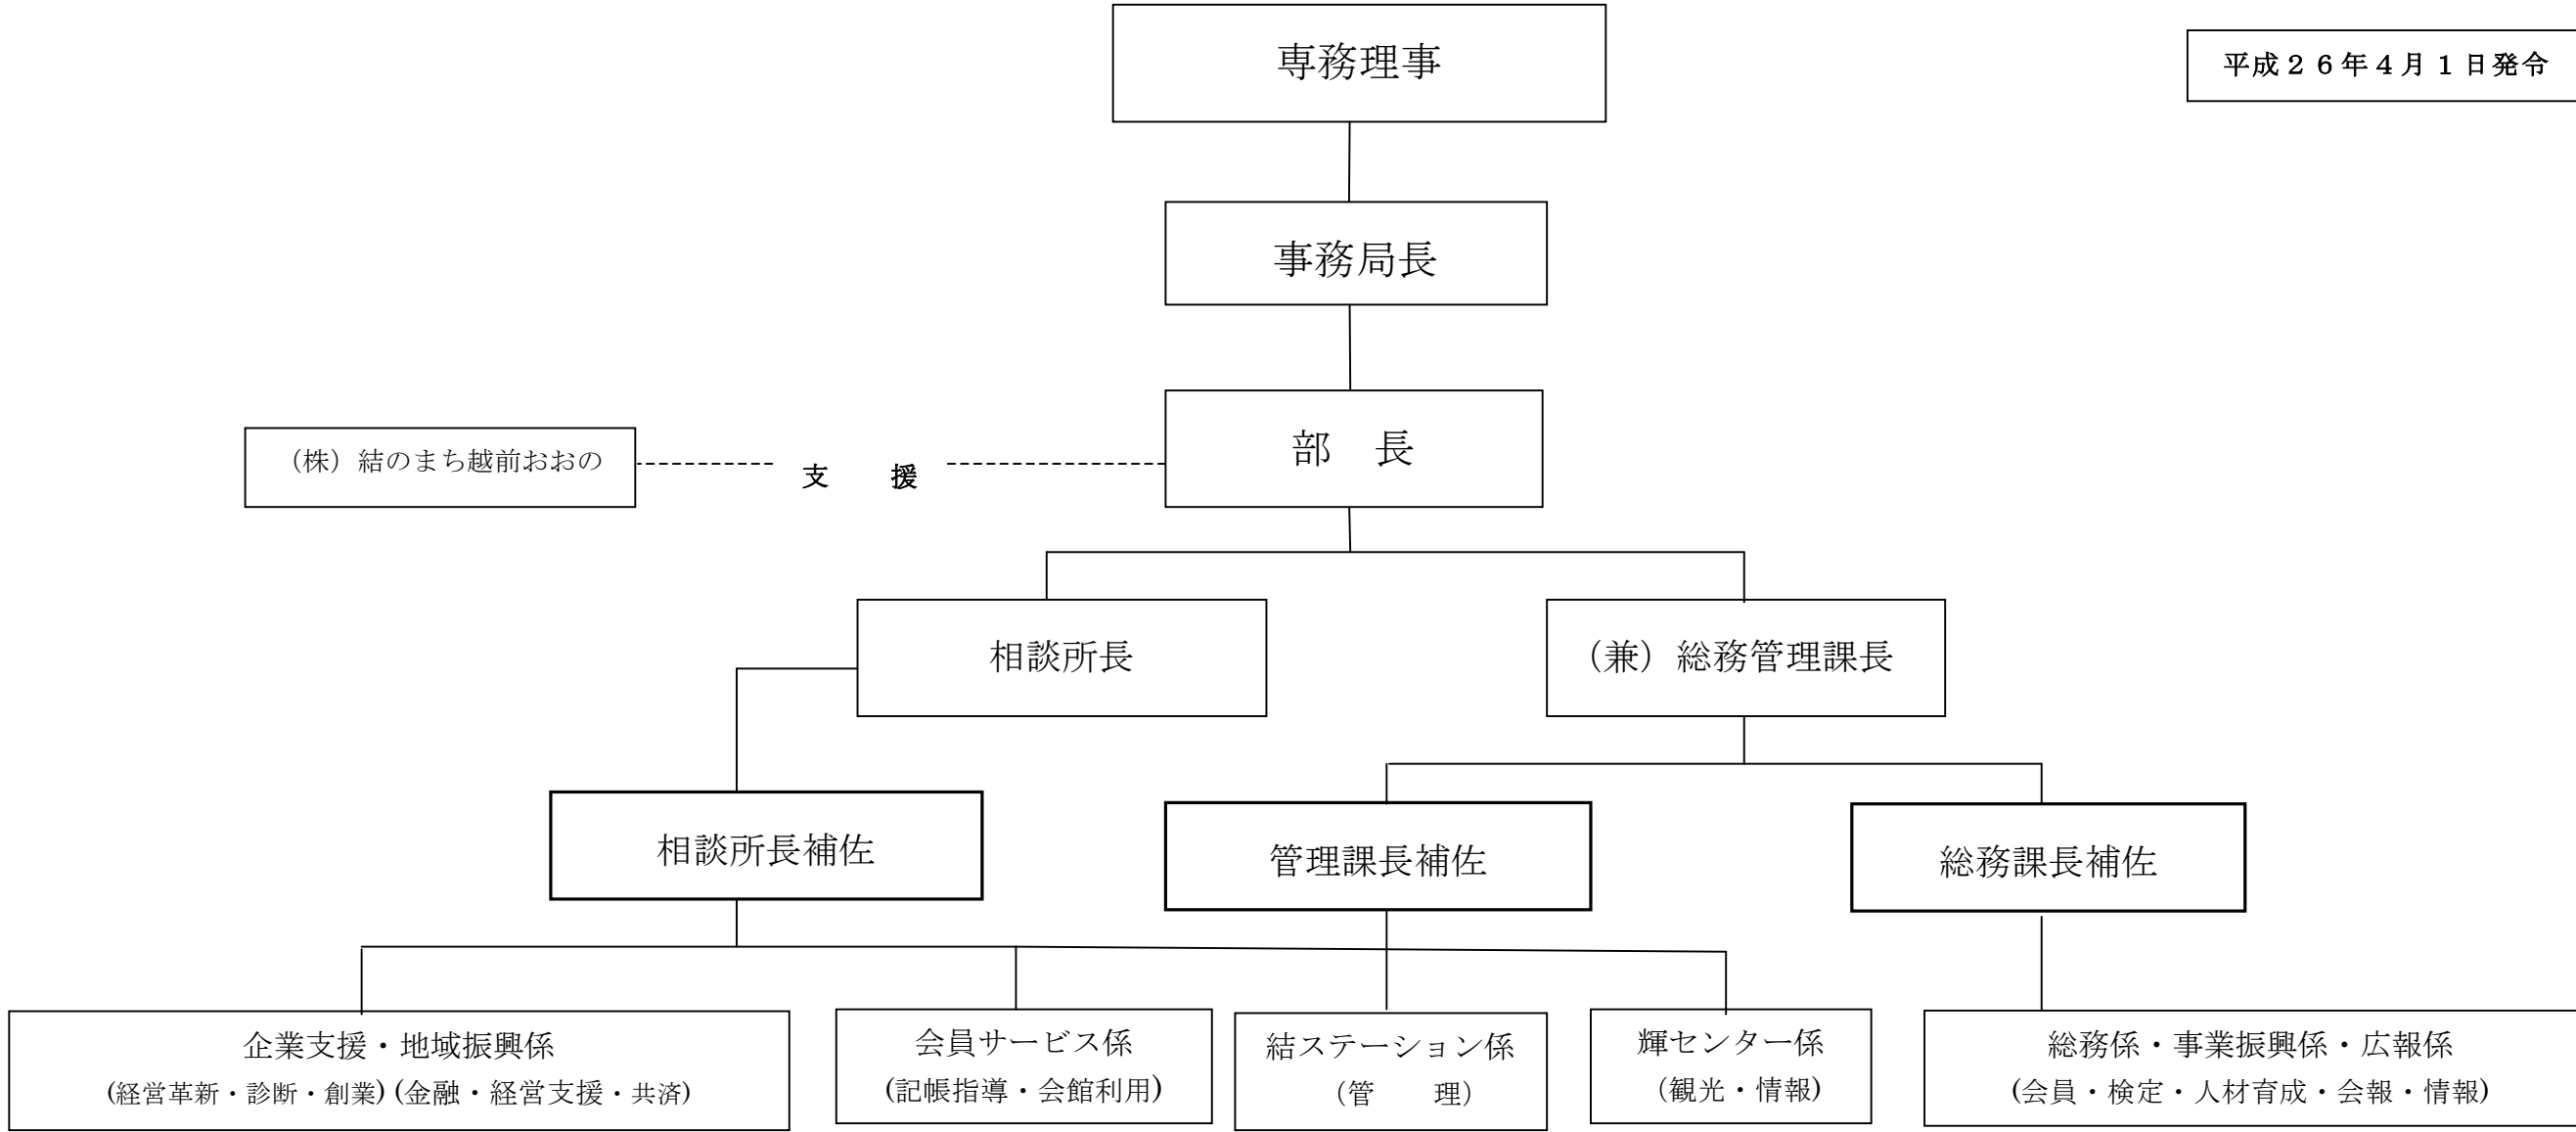 専務理事
平成２６年４月１日発令
事務局長
部　長
（株）結のまち越前おおの
支　　援
相談所長
（兼）総務管理課長
相談所長補佐
管理課長補佐
総務課長補佐
企業支援・地域振興係
(経営革新・診断・創業) (金融・経営支援・共済)
会員サービス係
(記帳指導・会館利用)
結ステーション係
（管　　理）
輝センター係
（観光・情報)
総務係・事業振興係・広報係
(会員・検定・人材育成・会報・情報)